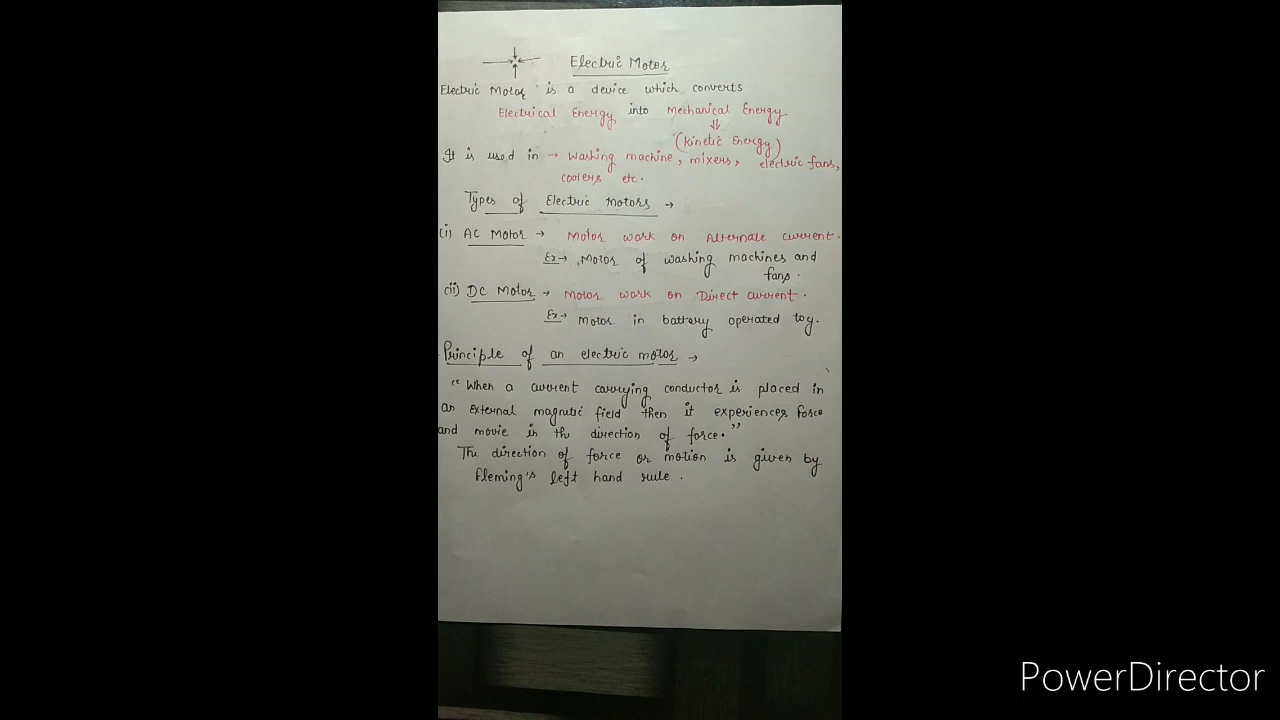 Electric Motor
Electric Motor is a device which converts
Electrical Energy into Mechanical Energy
⇓
(Kinetic Energy)
It is used in → Washing machine, mixers, electric fans,
coolers etc.
Types of Electric Motors →
(i) AC Motor → Motor work on Alternate current.
Ex→ Motor of washing machines and
fans.
(ii) DC Motor → Motor work on Direct current.
Ex→ Motor in battery operated toy.
Principle of an electric motor →
“When a current carrying conductor is placed in
an external magnetic field then it experiences force
and movie in the direction of force.”
The direction of force or motion is given by
Fleming's left hand rule.
PowerDirector